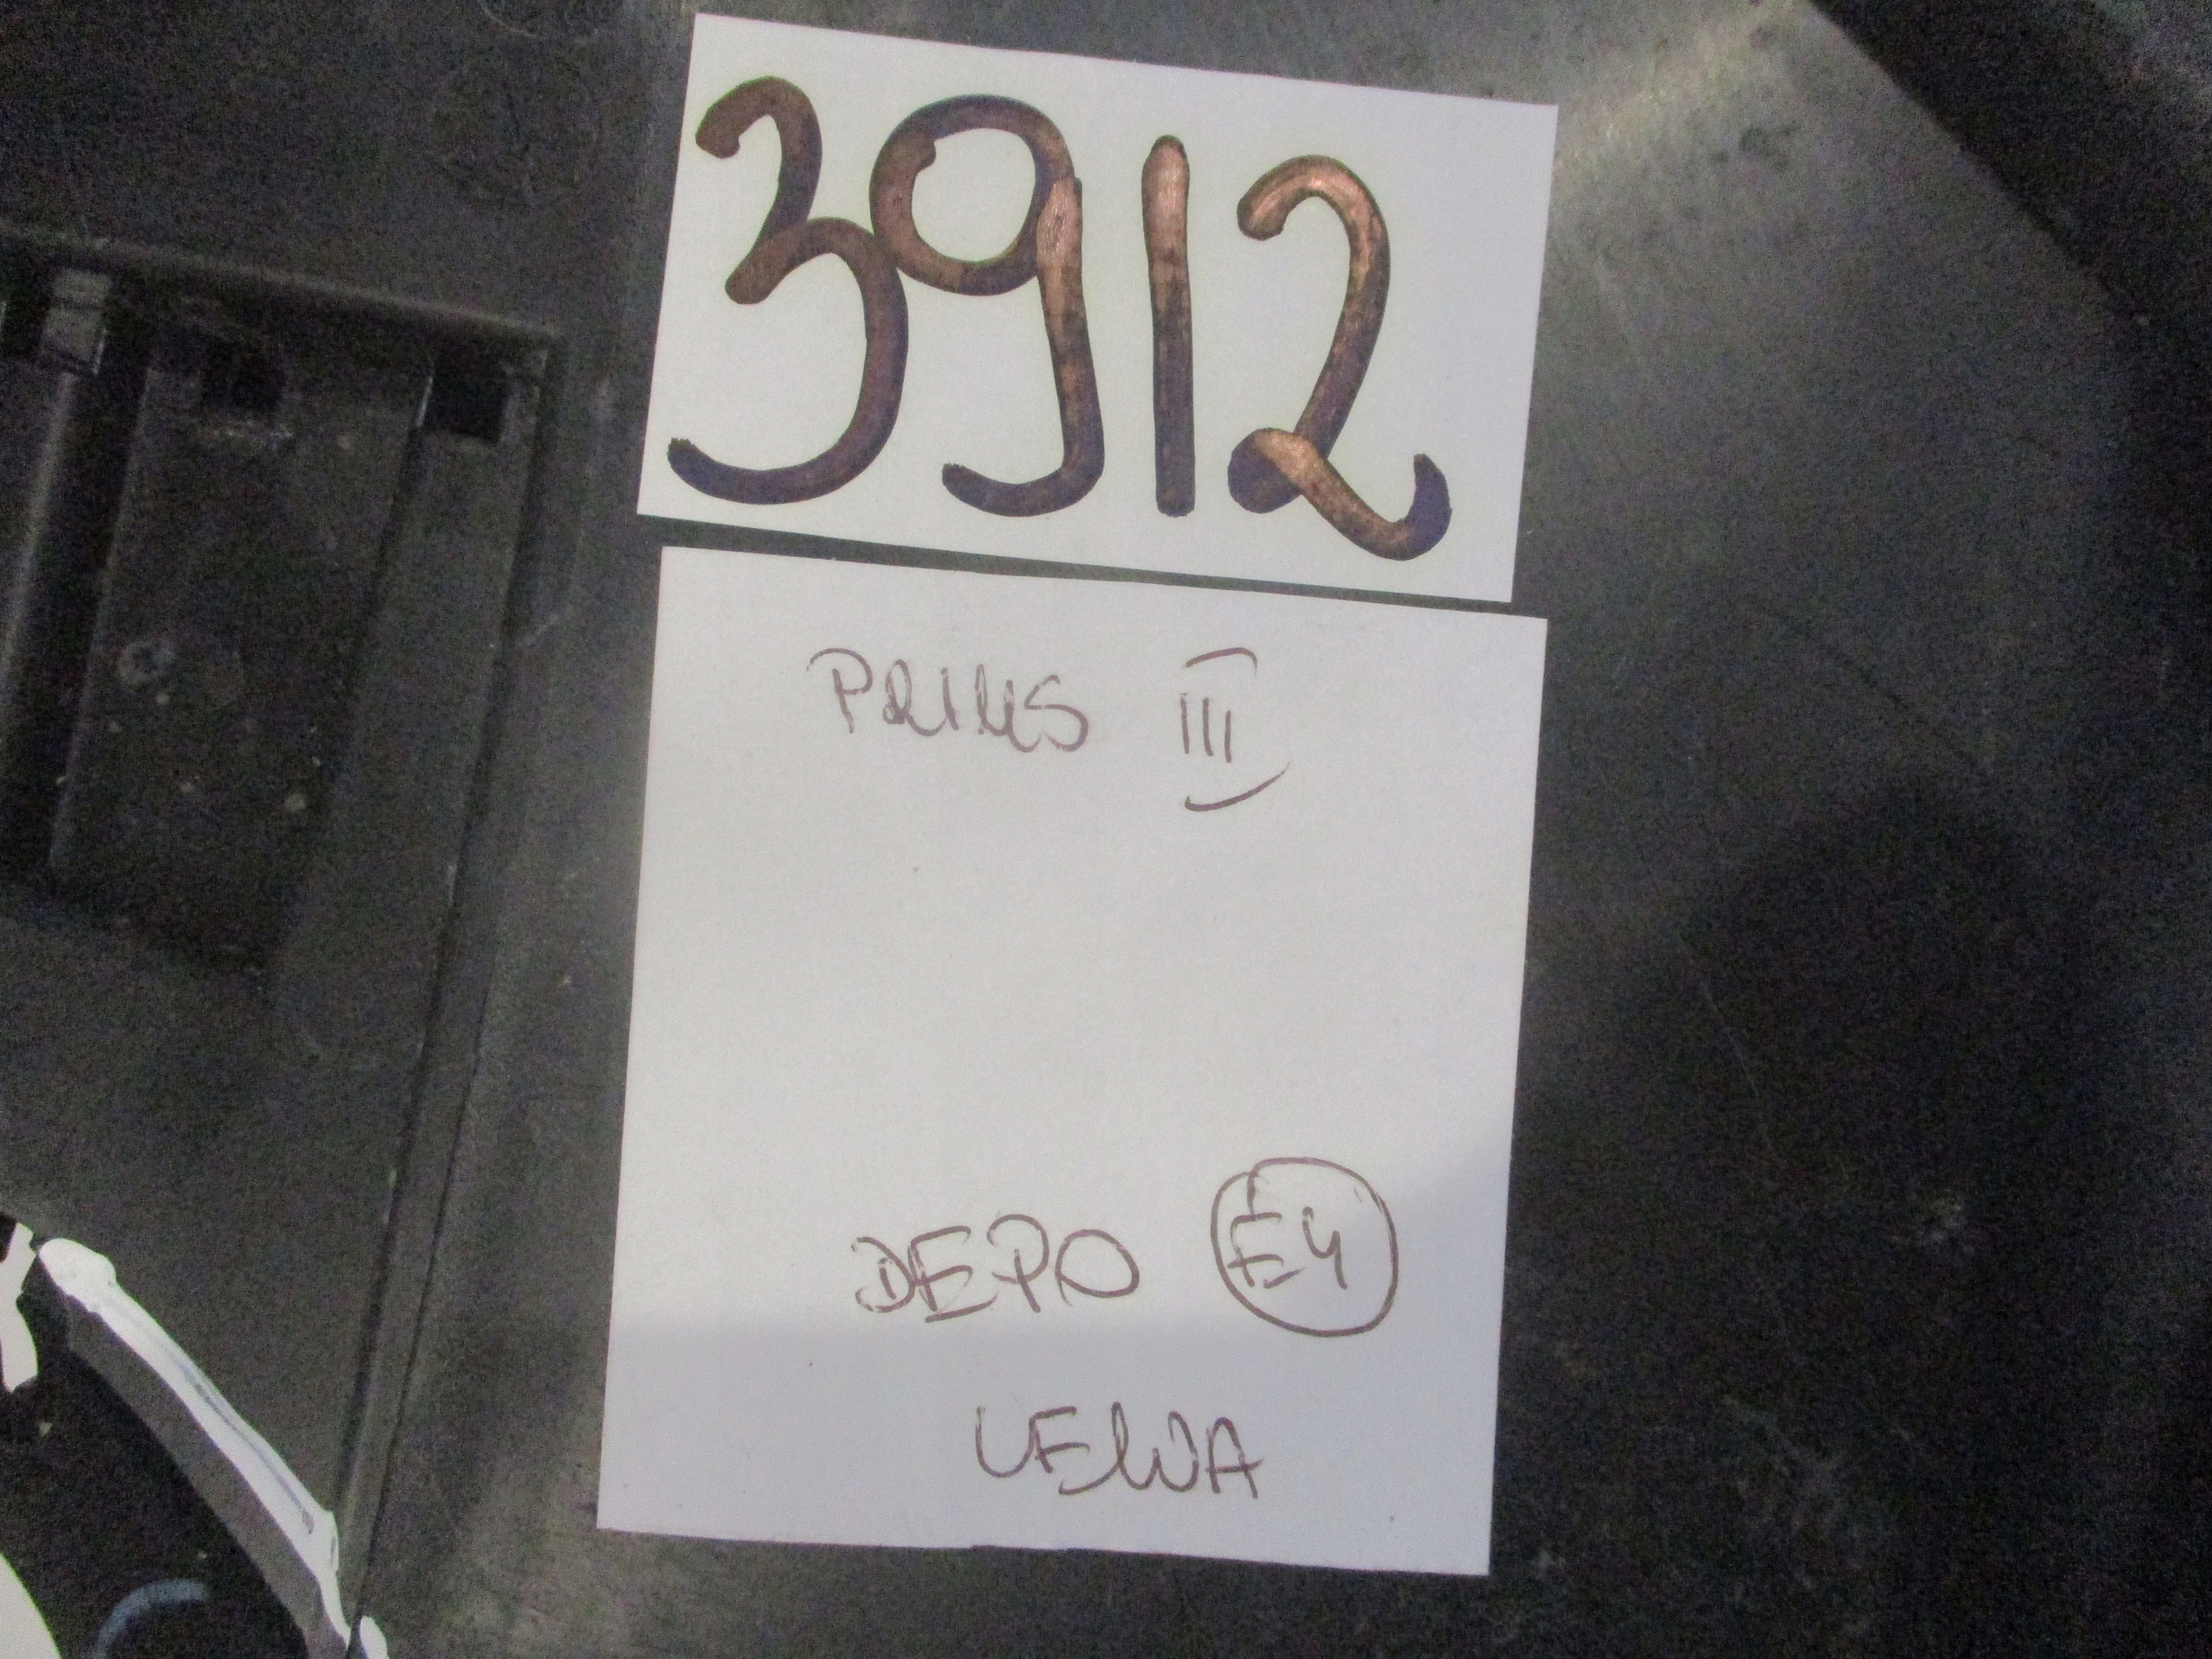 3912
PRIUS III
DEPO E4
LEWA